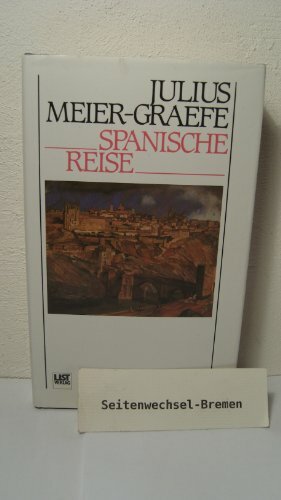 JULIUS
MEIER-GRAEFE
SPANISCHE
REISE
LIST
VERLAG
Seitenwechsel-Bremen